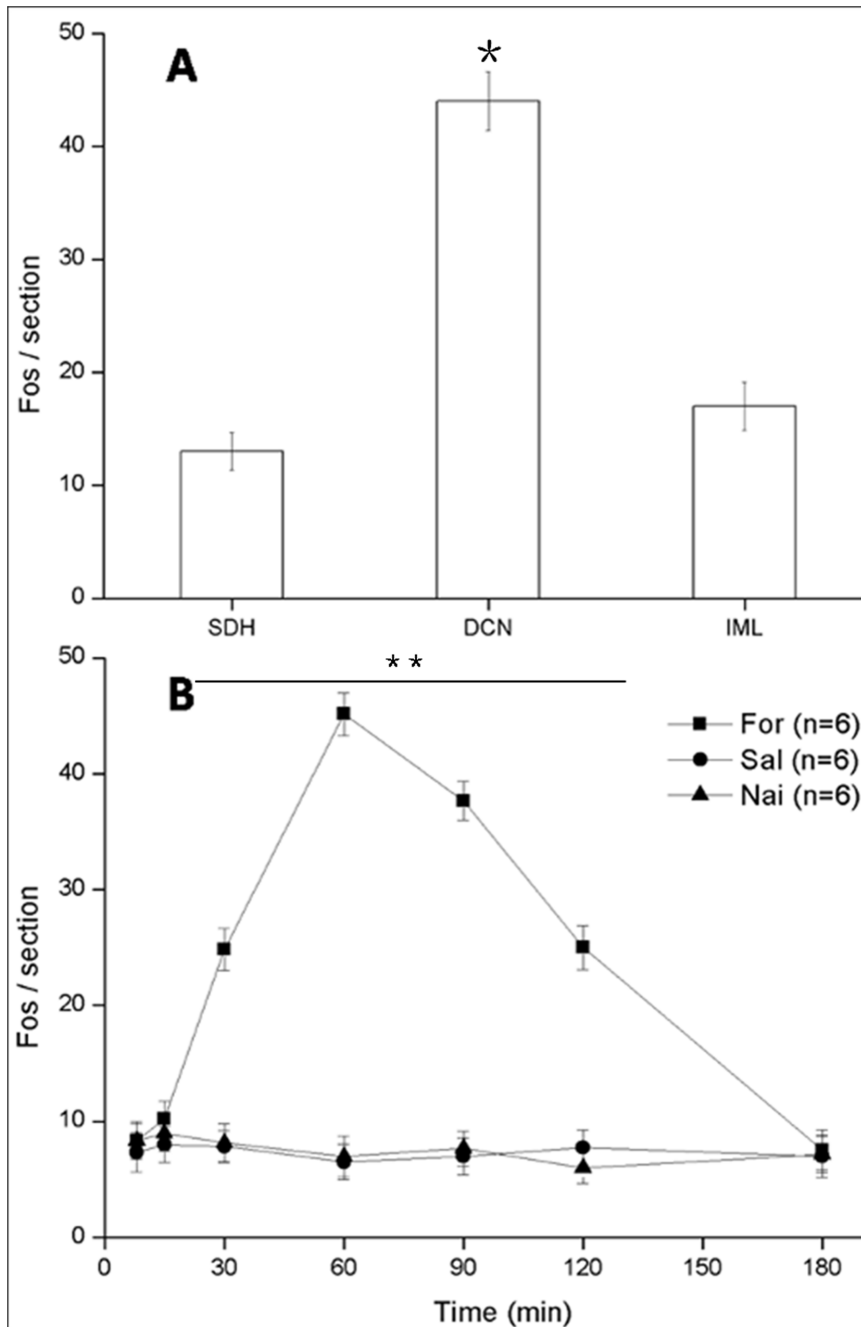 A
*
50
40
30
20
10
0
Fos / section
SDH DCN IML
B
**
50
40
30
20
10
0
Fos / section
For (n=6)
Sal (n=6)
Nai (n=6)
0 30 60 90 120 150 180
Time (min)